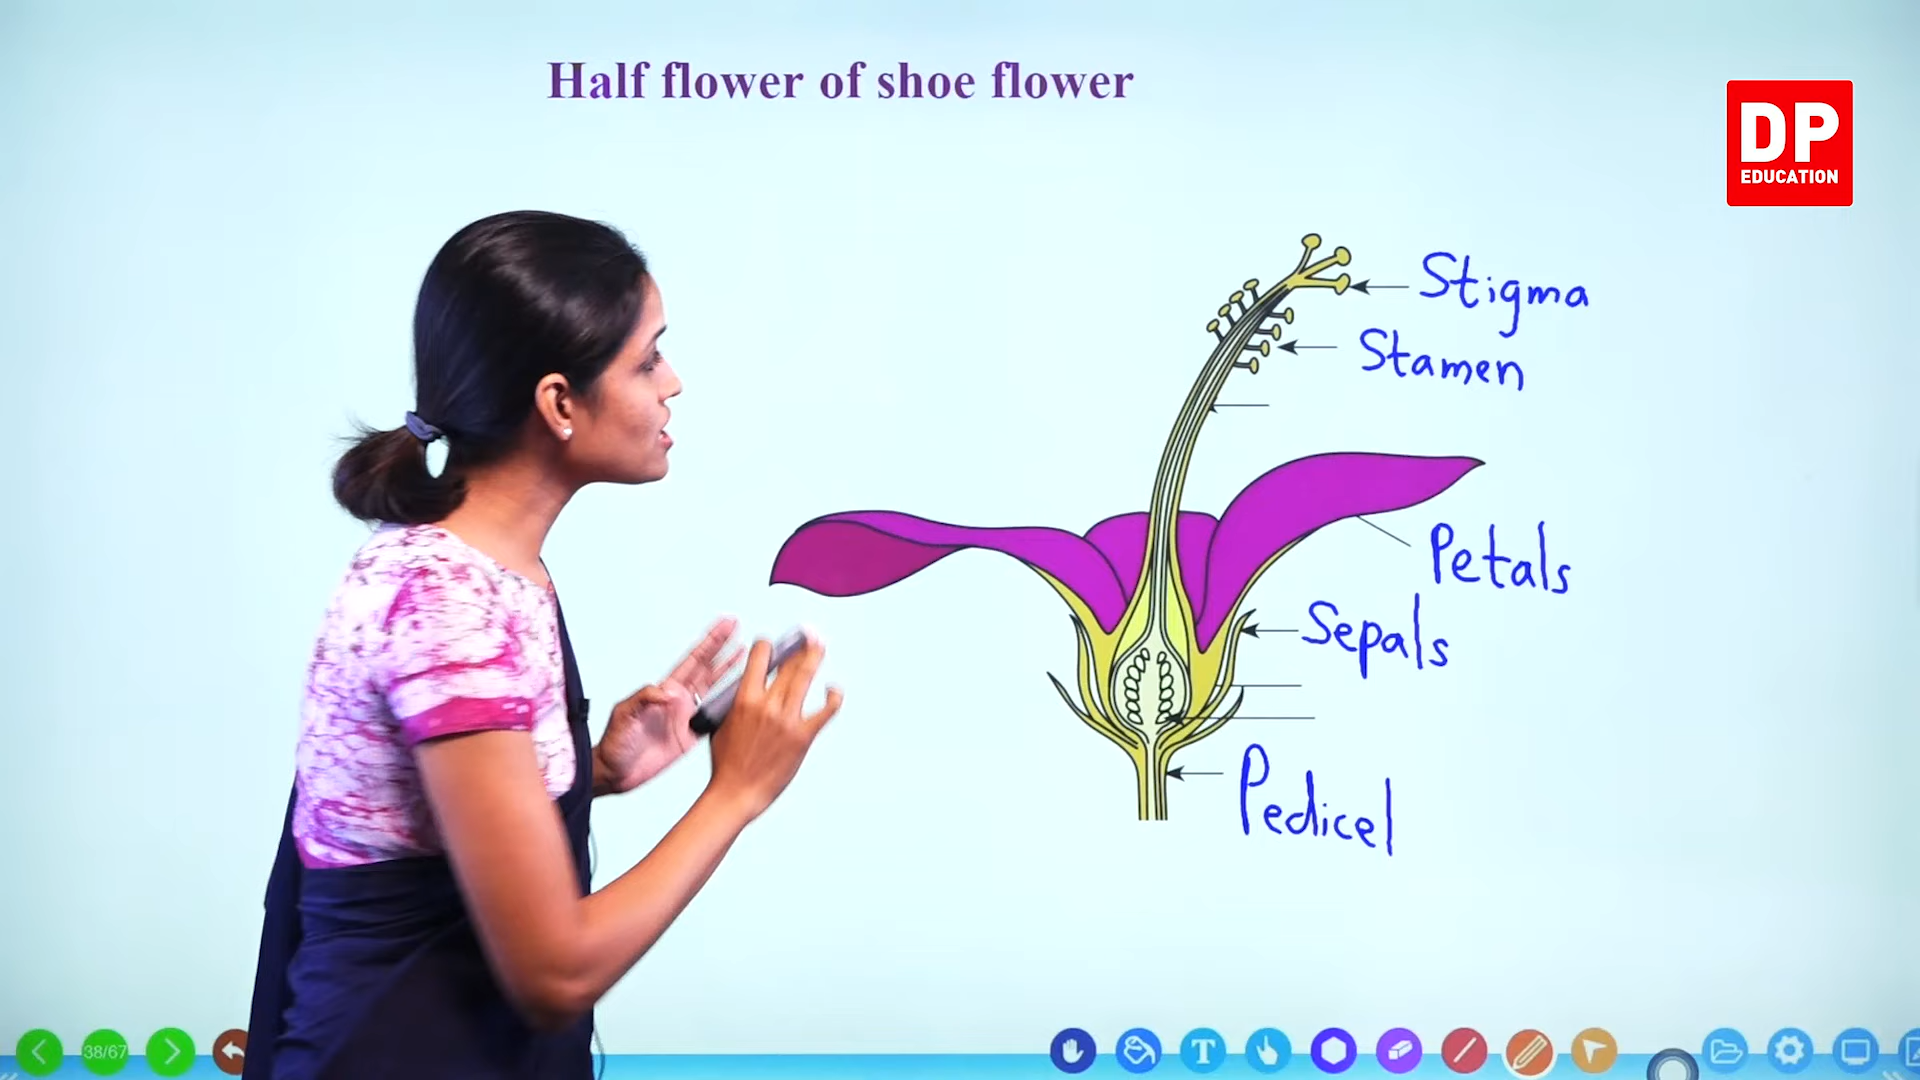 Half flower of shoe flower
DP
EDUCATION
Stigma
Stamen
Petals
Sepals
Pedicel
38/67
T